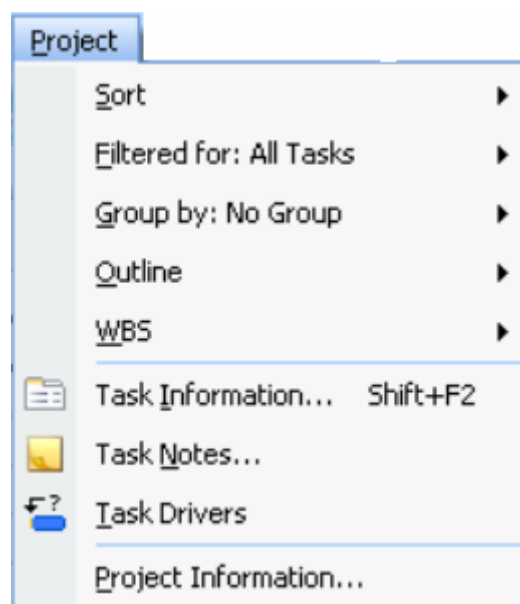 Project
Sort
Filtered for: All Tasks
Group by: No Group
Outline
WBS
Task Information... Shift+F2
Task Notes...
?
Task Drivers
Project Information...